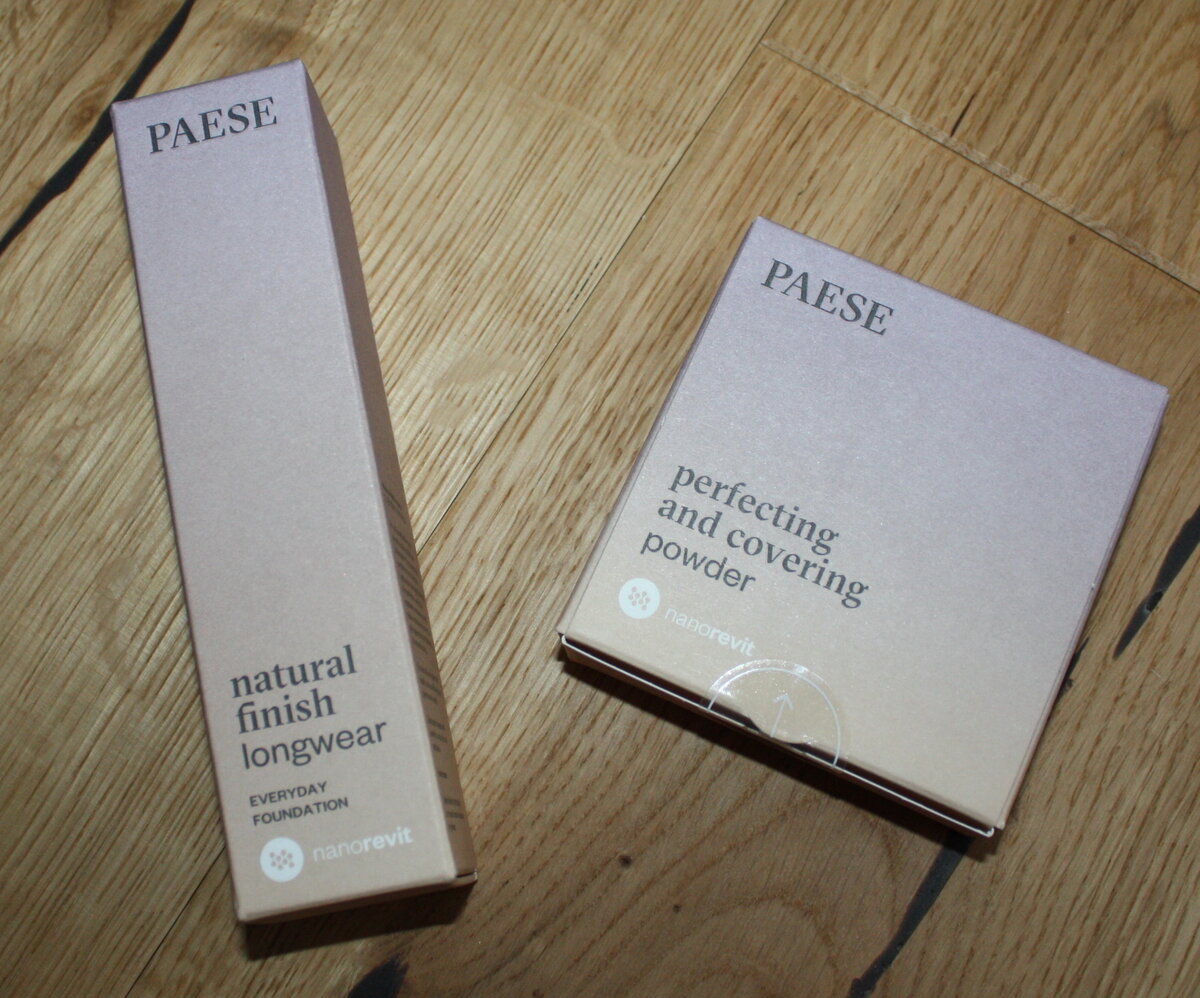 PAESE
natural
finish
longwear
EVERYDAY
FOUNDATION
nanorevit
PAESE
perfecting
and covering
powder
nanorevit